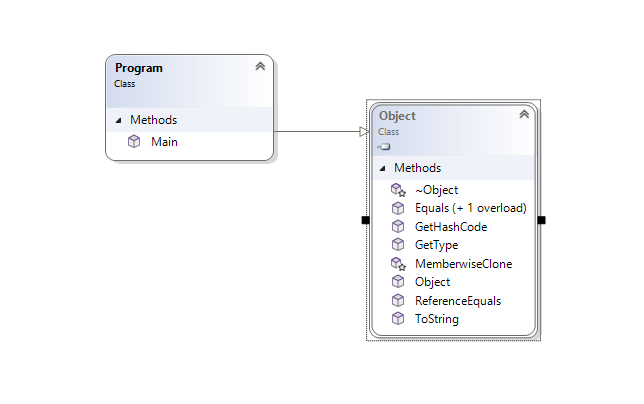 Program
Class
Methods
Main
Object
Class
Methods
~Object
Equals (+ 1 overload)
GetHashCode
GetType
MemberwiseClone
Object
ReferenceEquals
ToString